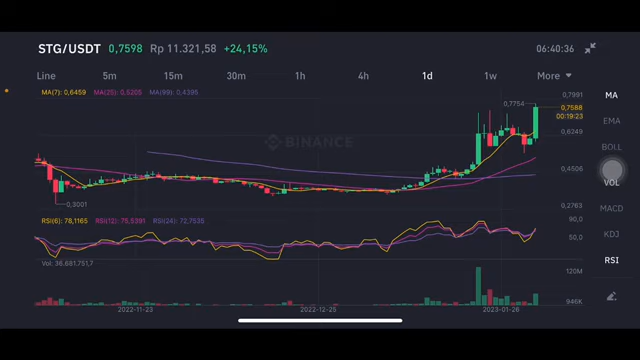 STG/USDT 0,7598 Rp 11.321,58 +24,15% 06:40:36
Line 5m 15m 30m 1h 4h 1d 1w More
MA(7): 0,6459 MA(25): 0,5205 MA(99): 0,4395
0,7991
0,7754
0,7588
00:19:23
0,6249
0,4506
0,2763
0,3001
BINANCE
RSI(6): 78,1165 RSI(12): 75,5391 RSI(24): 72,7535
90,0
50,0
Vol: 36.681.751,7
120M
946K
2022-11-23 2022-12-25 2023-01-26
MA
EMA
BOLL
VOL
MACD
KDJ
RSI